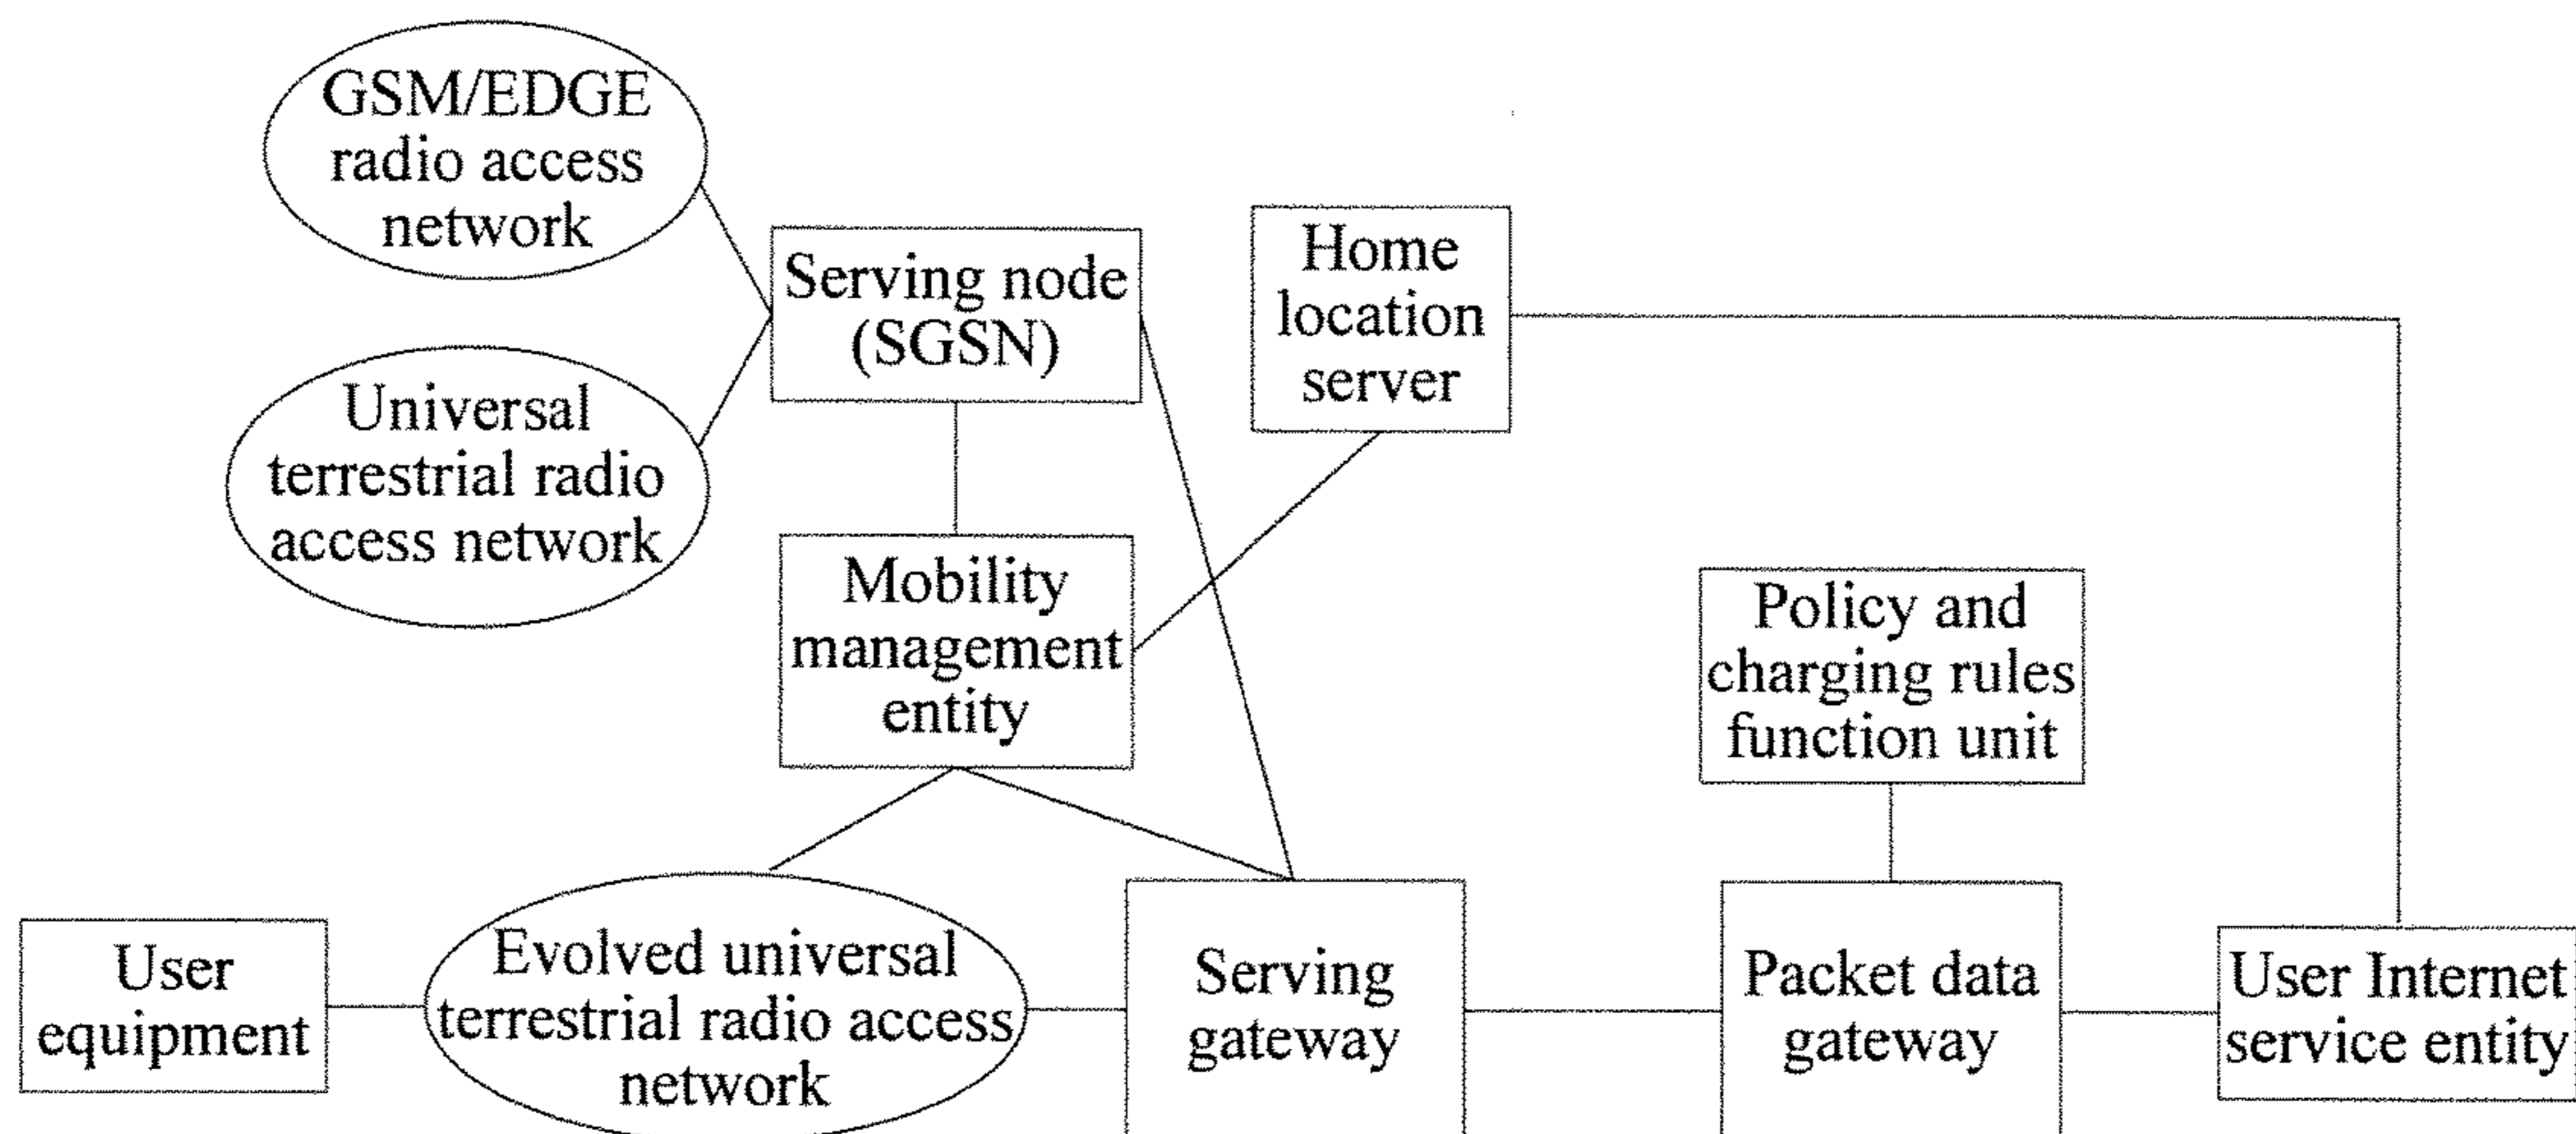 GSM/EDGE
radio access
network
Universal
terrestrial radio
access network
Serving node
(SGSN)
Home
location
server
Mobility
management
entity
Policy and
charging rules
function unit
User
equipment
Evolved universal
terrestrial radio access
network
Serving
gateway
Packet data
gateway
User Internet
service entity